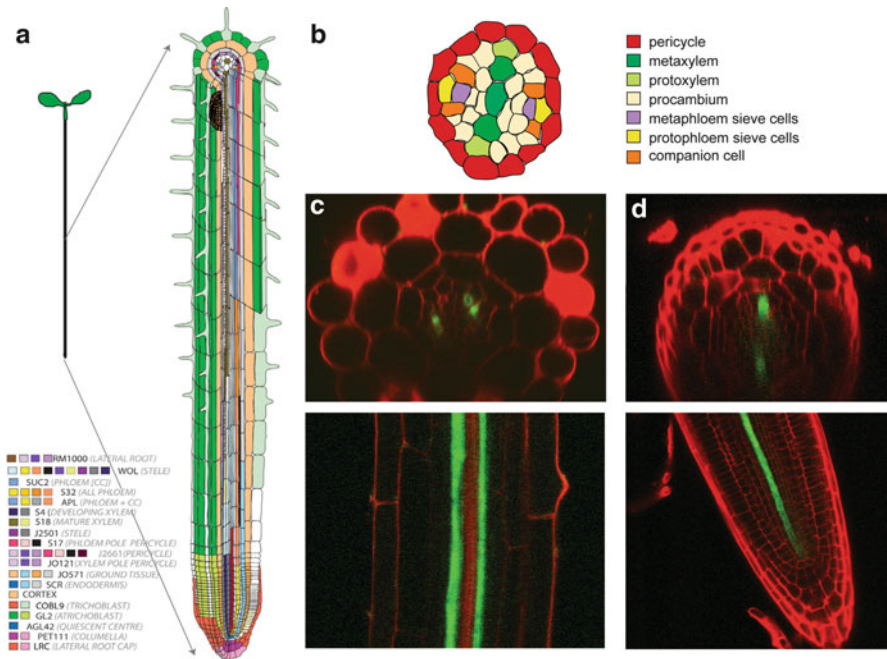 a
b
pericycle
metaxylem
protoxylem
procambium
metaphloem sieve cells
protophloem sieve cells
companion cell
c
d
RM1000 (LATERAL ROOT)
WOL (STELE)
SUC2 (PHLOEM [CC])
S32 (ALL PHLOEM)
APL (PHLOEM + CC)
S4 (DEVELOPING XYLEM)
S18 (MATURE XYLEM)
J2501 (STELE)
S17 (PHLOEM POLE PERICYCLE)
J2661(PERICYCLE)
JO121(XYLEM POLE PERICYCLE)
JO571 (GROUND TISSUE)
SCR (ENDODERMIS)
CORTEX
COBL9 (TRICHOBLAST)
GL2 (ATRICHOBLAST)
AGL42 (QUIESCENT CENTRE)
PET111 (COLUMELLA)
LRC (LATERAL ROOT CAP)